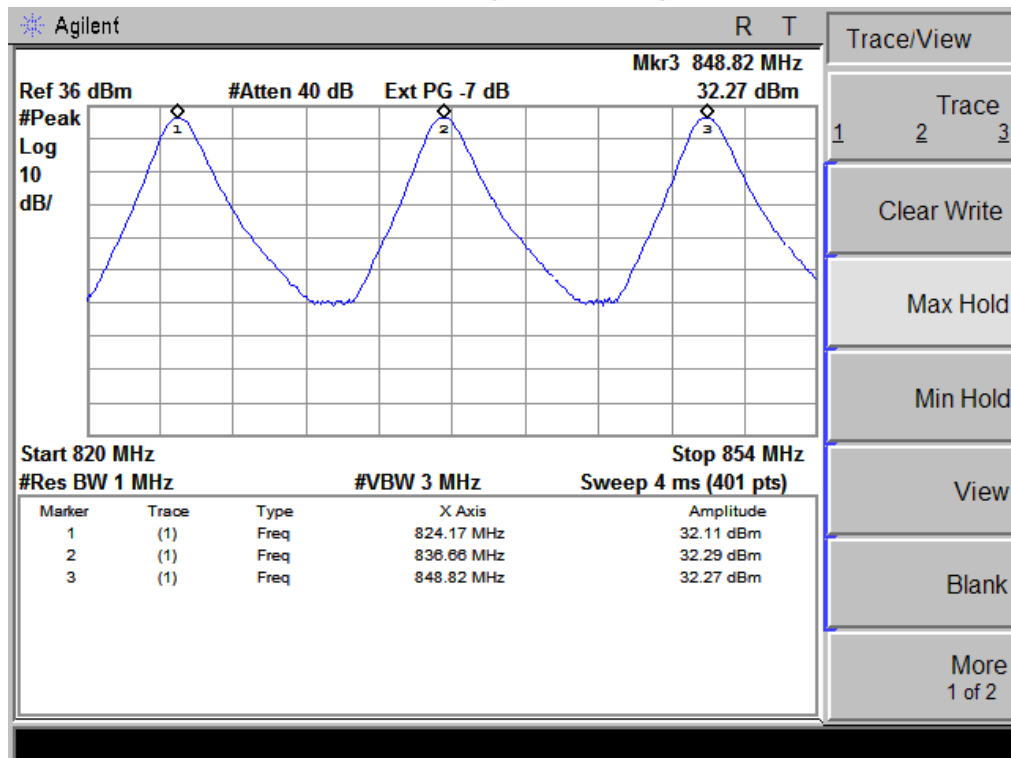 Agilent R T
Trace/View
Mkr3 848.82 MHz
Ref 36 dBm #Atten 40 dB Ext PG -7 dB 32.27 dBm
#Peak
Log
10
dB/
1 2 3
Start 820 MHz Stop 854 MHz
#Res BW 1 MHz #VBW 3 MHz Sweep 4 ms (401 pts)
Marker Trace Type X Axis Amplitude
1 (1) Freq 824.17 MHz 32.11 dBm
2 (1) Freq 836.66 MHz 32.29 dBm
3 (1) Freq 848.82 MHz 32.27 dBm
Trace
1 2 3
Clear Write
Max Hold
Min Hold
View
Blank
More
1 of 2